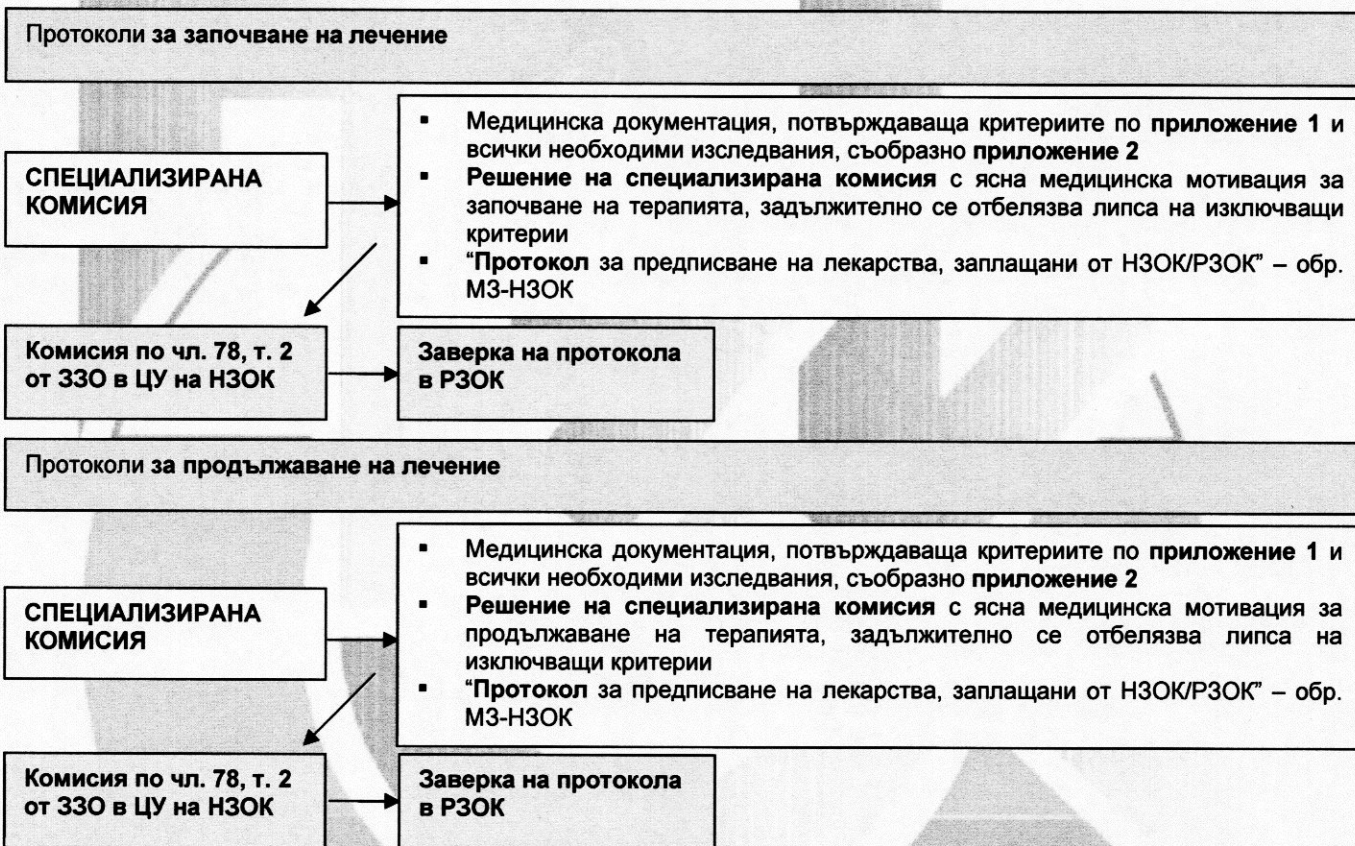 Протоколи за започване на лечение
СПЕЦИАЛИЗИРАНА
КОМИСИЯ
▪ Медицинска документация, потвърждаваща критериите по приложение 1 и
всички необходими изследвания, съобразно приложение 2
▪ Решение на специализирана комисия с ясна медицинска мотивация за
започване на терапията, задължително се отбелязва липса на изключващи
критерии
▪ “Протокол за предписване на лекарства, заплащани от НЗОК/РЗОК” – обр.
МЗ-НЗОК
Комисия по чл. 78, т. 2
от ЗЗО в ЦУ на НЗОК
Заверка на протокола
в РЗОК
Протоколи за продължаване на лечение
СПЕЦИАЛИЗИРАНА
КОМИСИЯ
▪ Медицинска документация, потвърждаваща критериите по приложение 1 и
всички необходими изследвания, съобразно приложение 2
▪ Решение на специализирана комисия с ясна медицинска мотивация за
продължаване на терапията, задължително се отбелязва липса на
изключващи критерии
▪ “Протокол за предписване на лекарства, заплащани от НЗОК/РЗОК” – обр.
МЗ-НЗОК
Комисия по чл. 78, т. 2
от ЗЗО в ЦУ на НЗОК
Заверка на протокола
в РЗОК